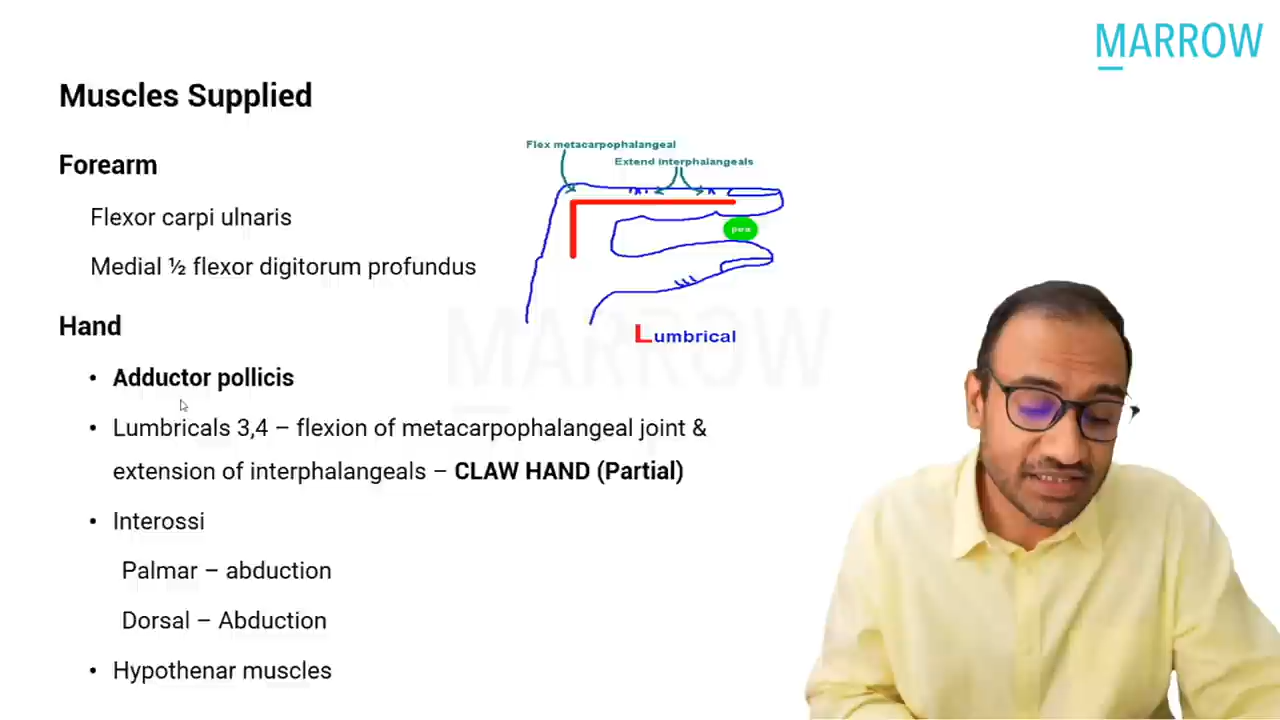 MARROW
Muscles Supplied
Forearm
Flexor carpi ulnaris
Medial ½ flexor digitorum profundus
Flex metacarpophalangeal
Extend interphalangeals
Lumbrical
MARROW
Hand
• Adductor pollicis
• Lumbricals 3,4 – flexion of metacarpophalangeal joint &
extension of interphalangeals – CLAW HAND (Partial)
• Interossi
Palmar – abduction
Dorsal – Abduction
• Hypothenar muscles